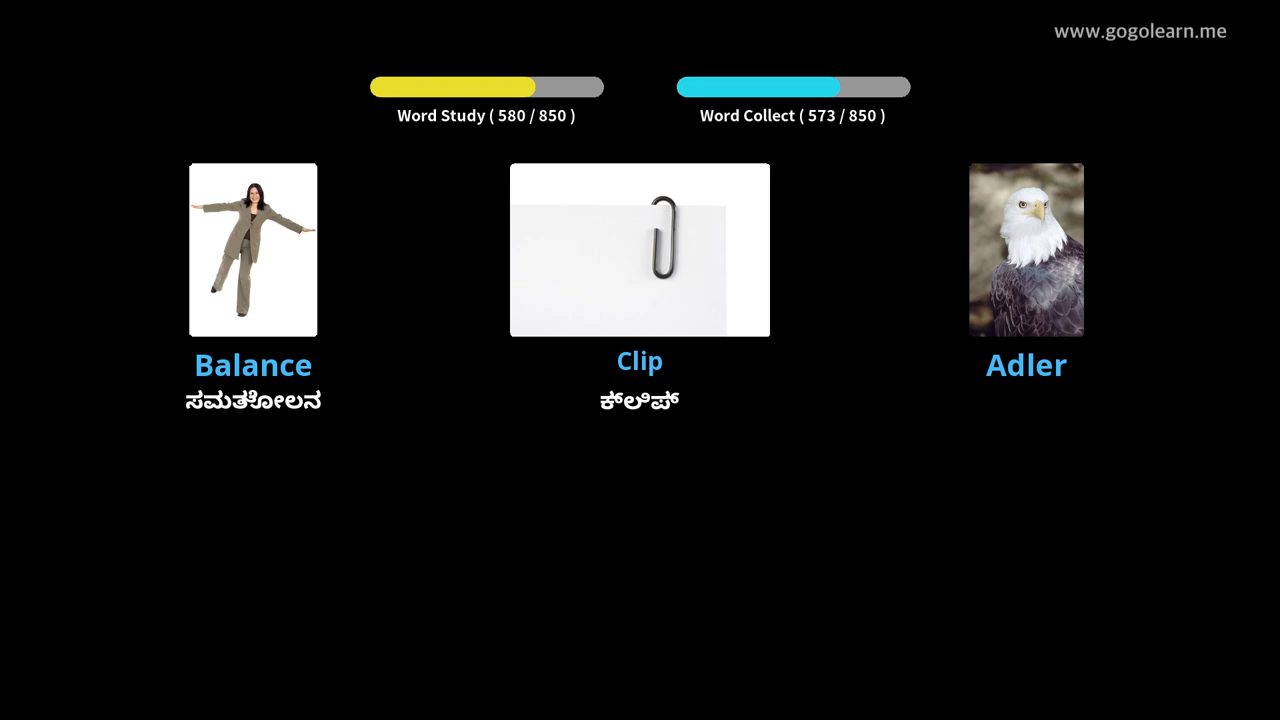 www.gogolearn.me
Word Study ( 580 / 850 )
Word Collect ( 573 / 850 )
Balance
ಸಮತೋಲನ
Clip
ಕ್ಲಿಪ್
Adler